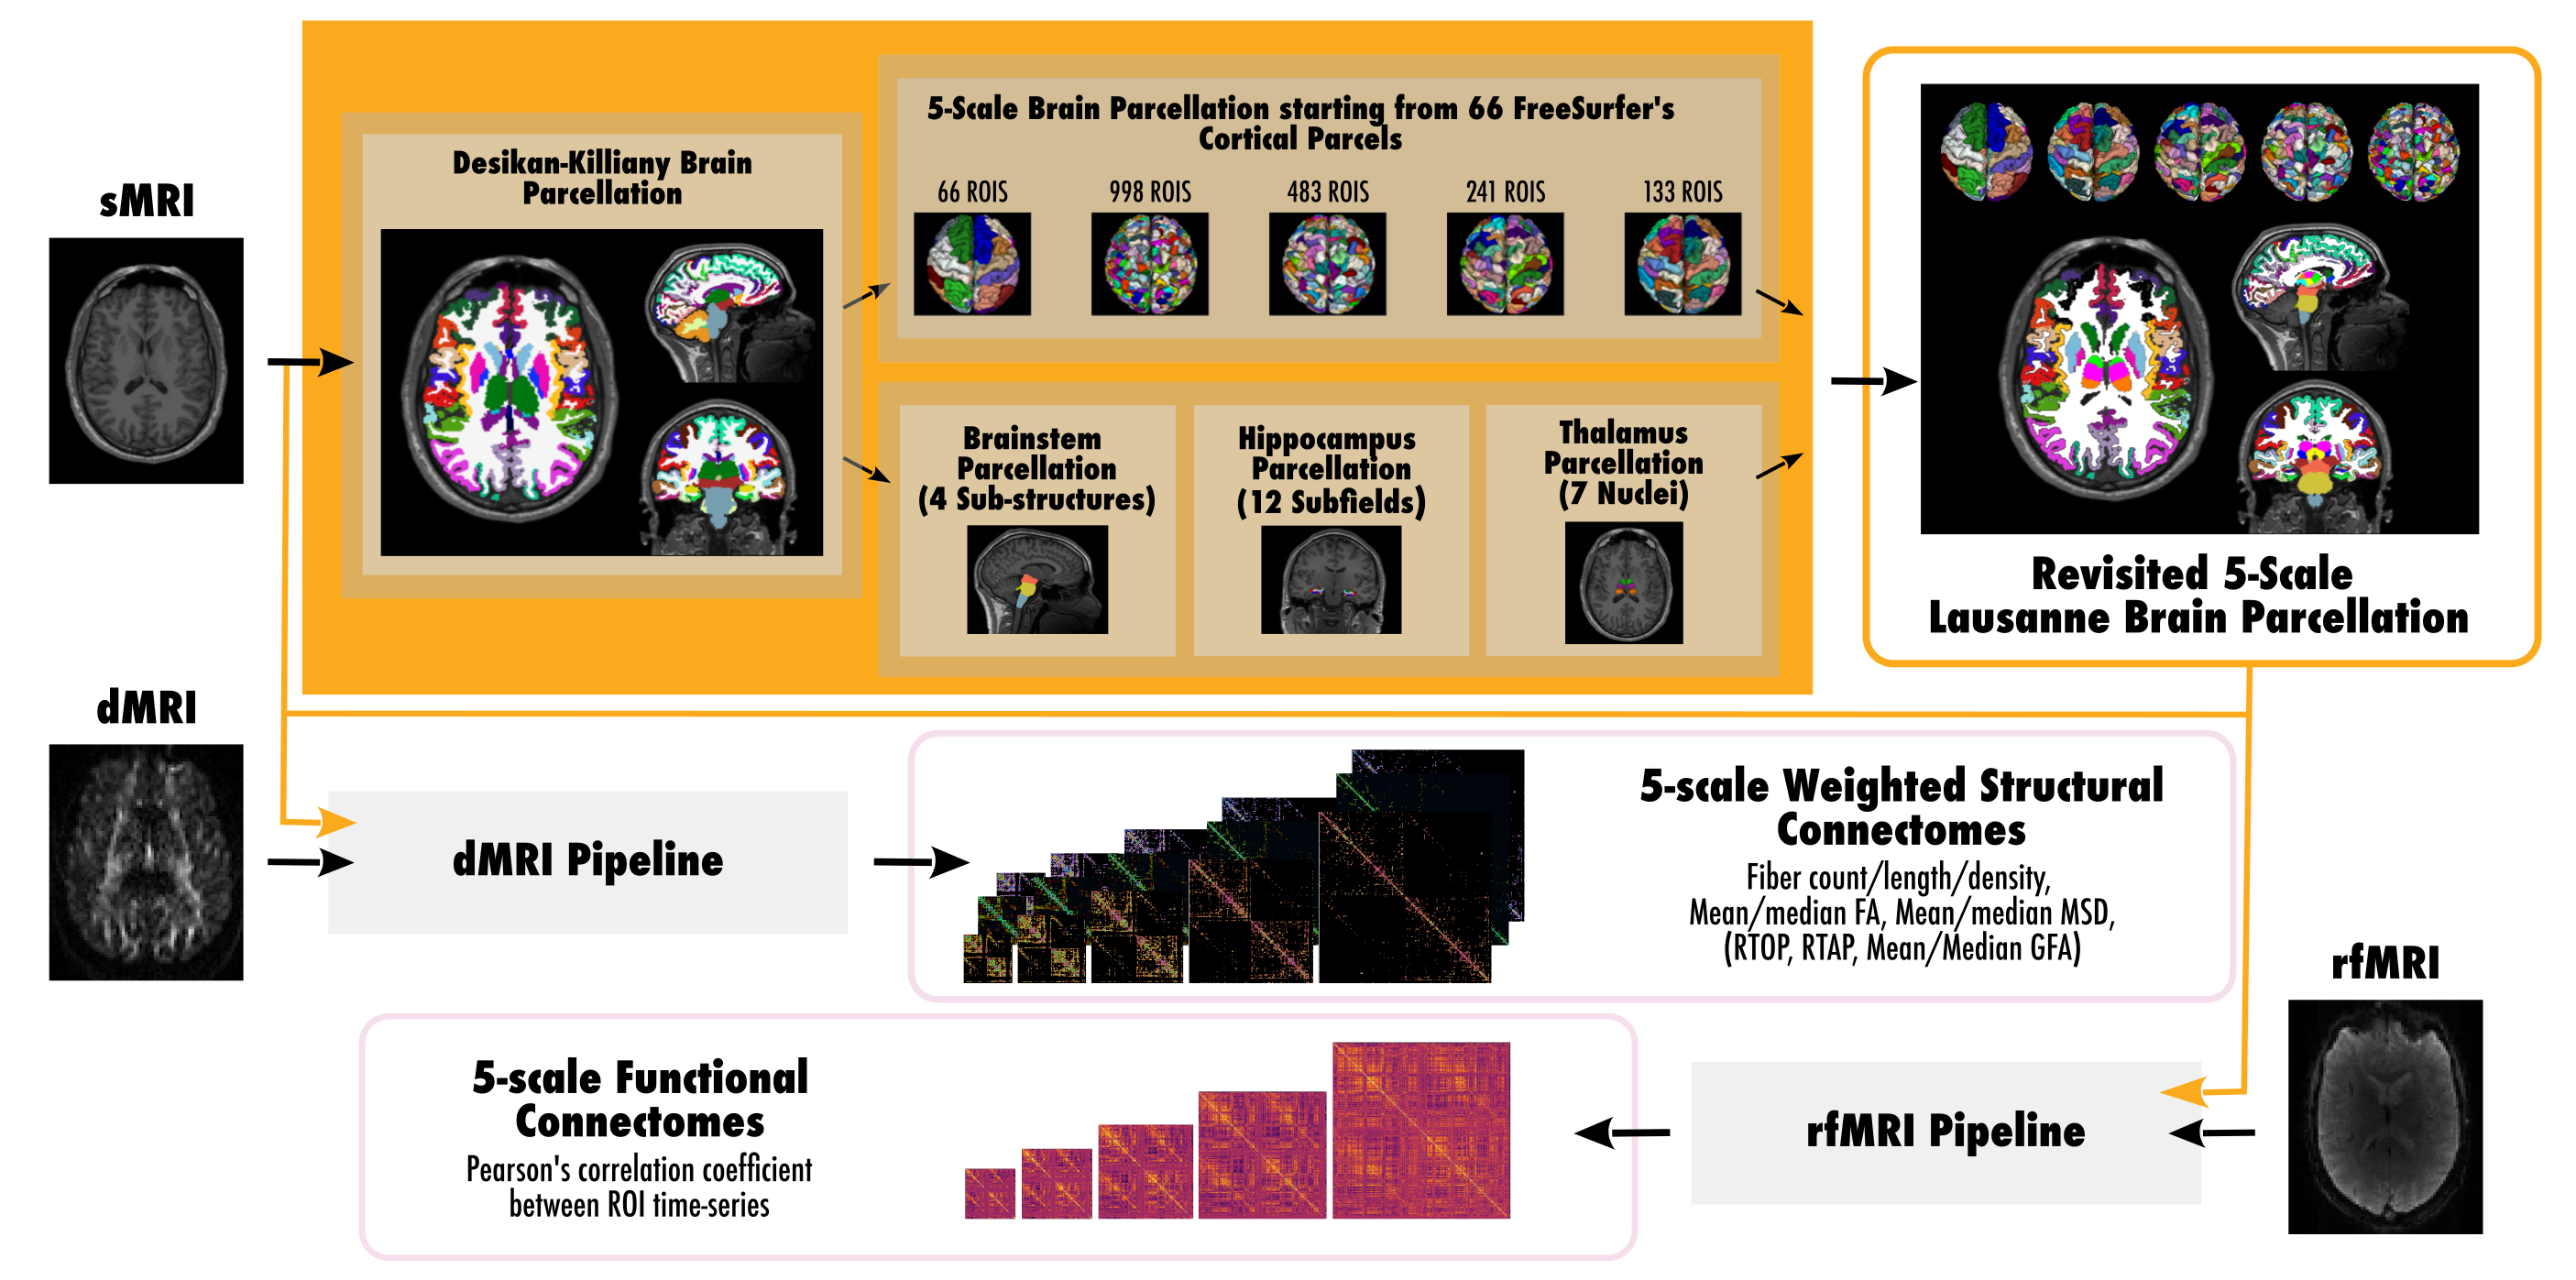 sMRI
Desikan-Killiany Brain
Parcellation
5-Scale Brain Parcellation starting from 66 FreeSurfer's
Cortical Parcels
66 ROIS
998 ROIS
483 ROIS
241 ROIS
133 ROIS
Brainstem
Parcellation
(4 Sub-structures)
Hippocampus
Parcellation
(12 Subfields)
Thalamus
Parcellation
(7 Nuclei)
Revisited 5-Scale
Lausanne Brain Parcellation
dMRI
dMRI Pipeline
5-scale Weighted Structural
Connectomes
Fiber count/length/density,
Mean/median FA, Mean/median MSD,
(RTOP, RTAP, Mean/Median GFA)
rfMRI
rfMRI Pipeline
5-scale Functional
Connectomes
Pearson's correlation coefficient
between ROI time-series